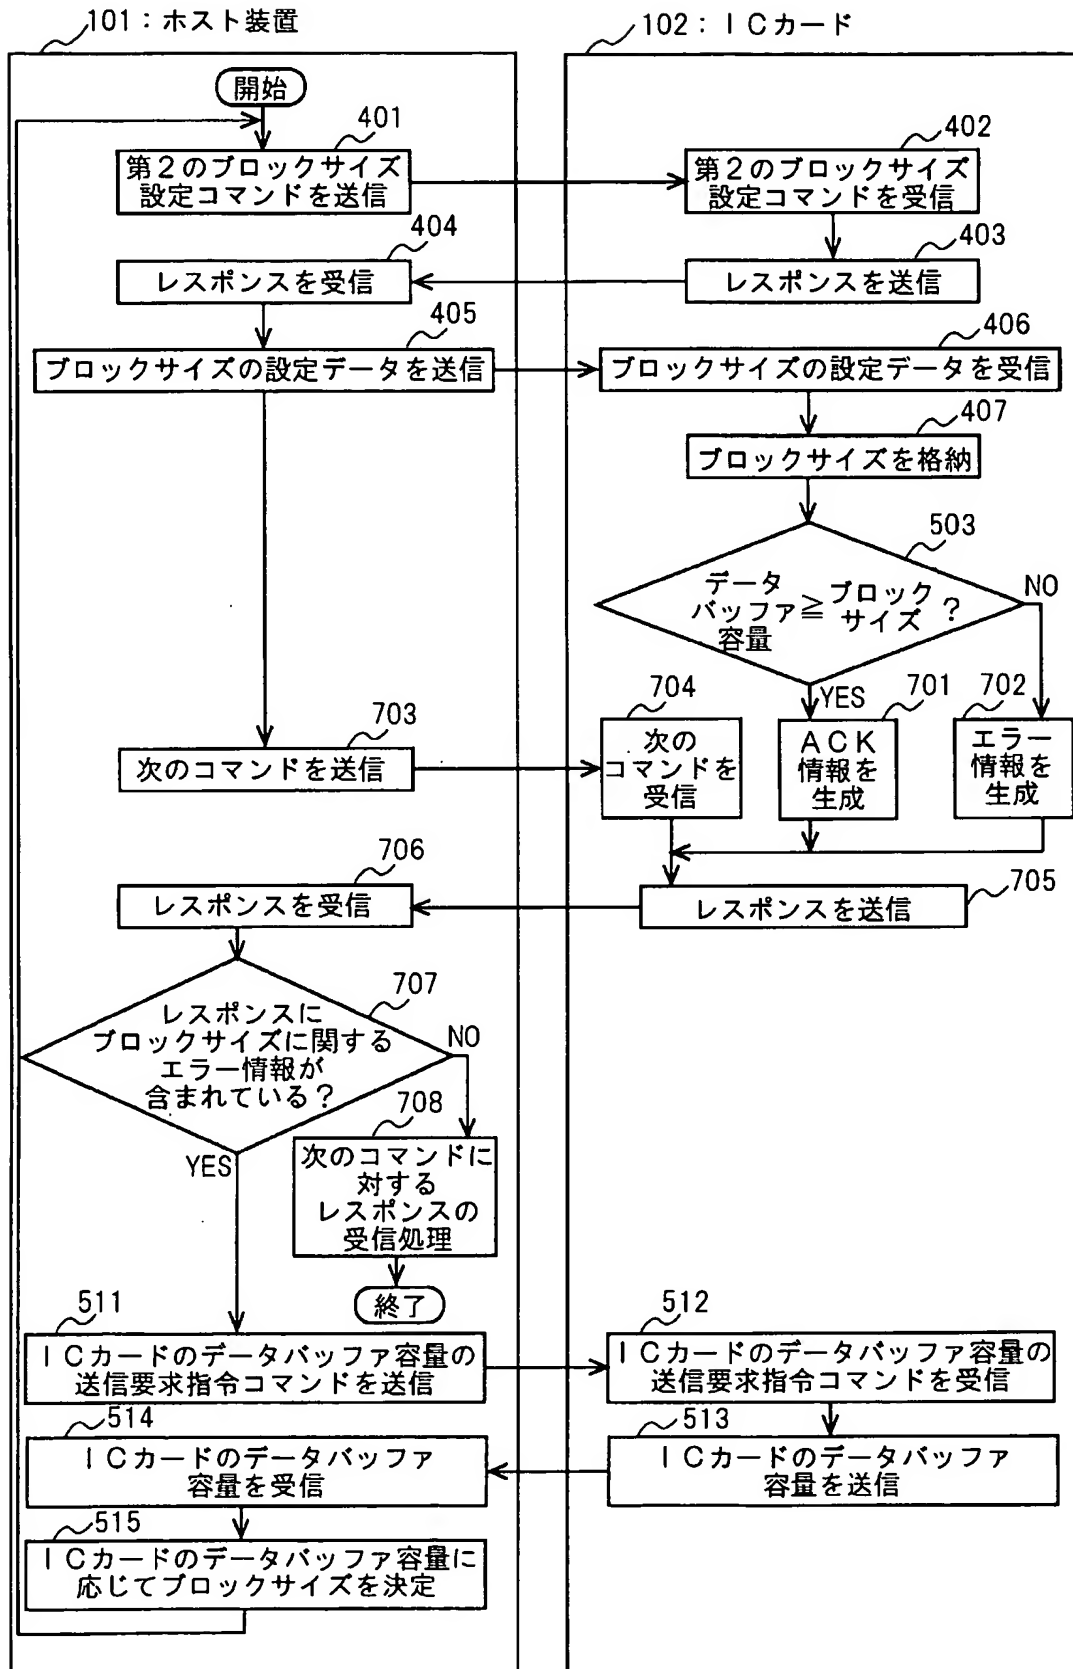 101：ホスト装置
102：ＩＣカード
開始
401
第２のブロックサイズ
設定コマンドを送信
402
第２のブロックサイズ
設定コマンドを受信
404
レスポンスを受信
403
レスポンスを送信
405
ブロックサイズの設定データを送信
406
ブロックサイズの設定データを受信
407
ブロックサイズを格納
503
データ
バッファ
容量
≧
ブロック
サイズ
？
NO
YES
703
次のコマンドを送信
704
次の
コマンドを
受信
701
ＡＣＫ
情報を
生成
702
エラー
情報を
生成
706
レスポンスを受信
705
レスポンスを送信
707
レスポンスに
ブロックサイズに関する
エラー情報が
含まれている？
NO
YES
708
次のコマンドに
対する
レスポンスの
受信処理
終了
511
ＩＣカードのデータバッファ容量の
送信要求指令コマンドを送信
512
ＩＣカードのデータバッファ容量の
送信要求指令コマンドを受信
514
ＩＣカードのデータバッファ
容量を受信
513
ＩＣカードのデータバッファ
容量を送信
515
ＩＣカードのデータバッファ容量に
応じてブロックサイズを決定